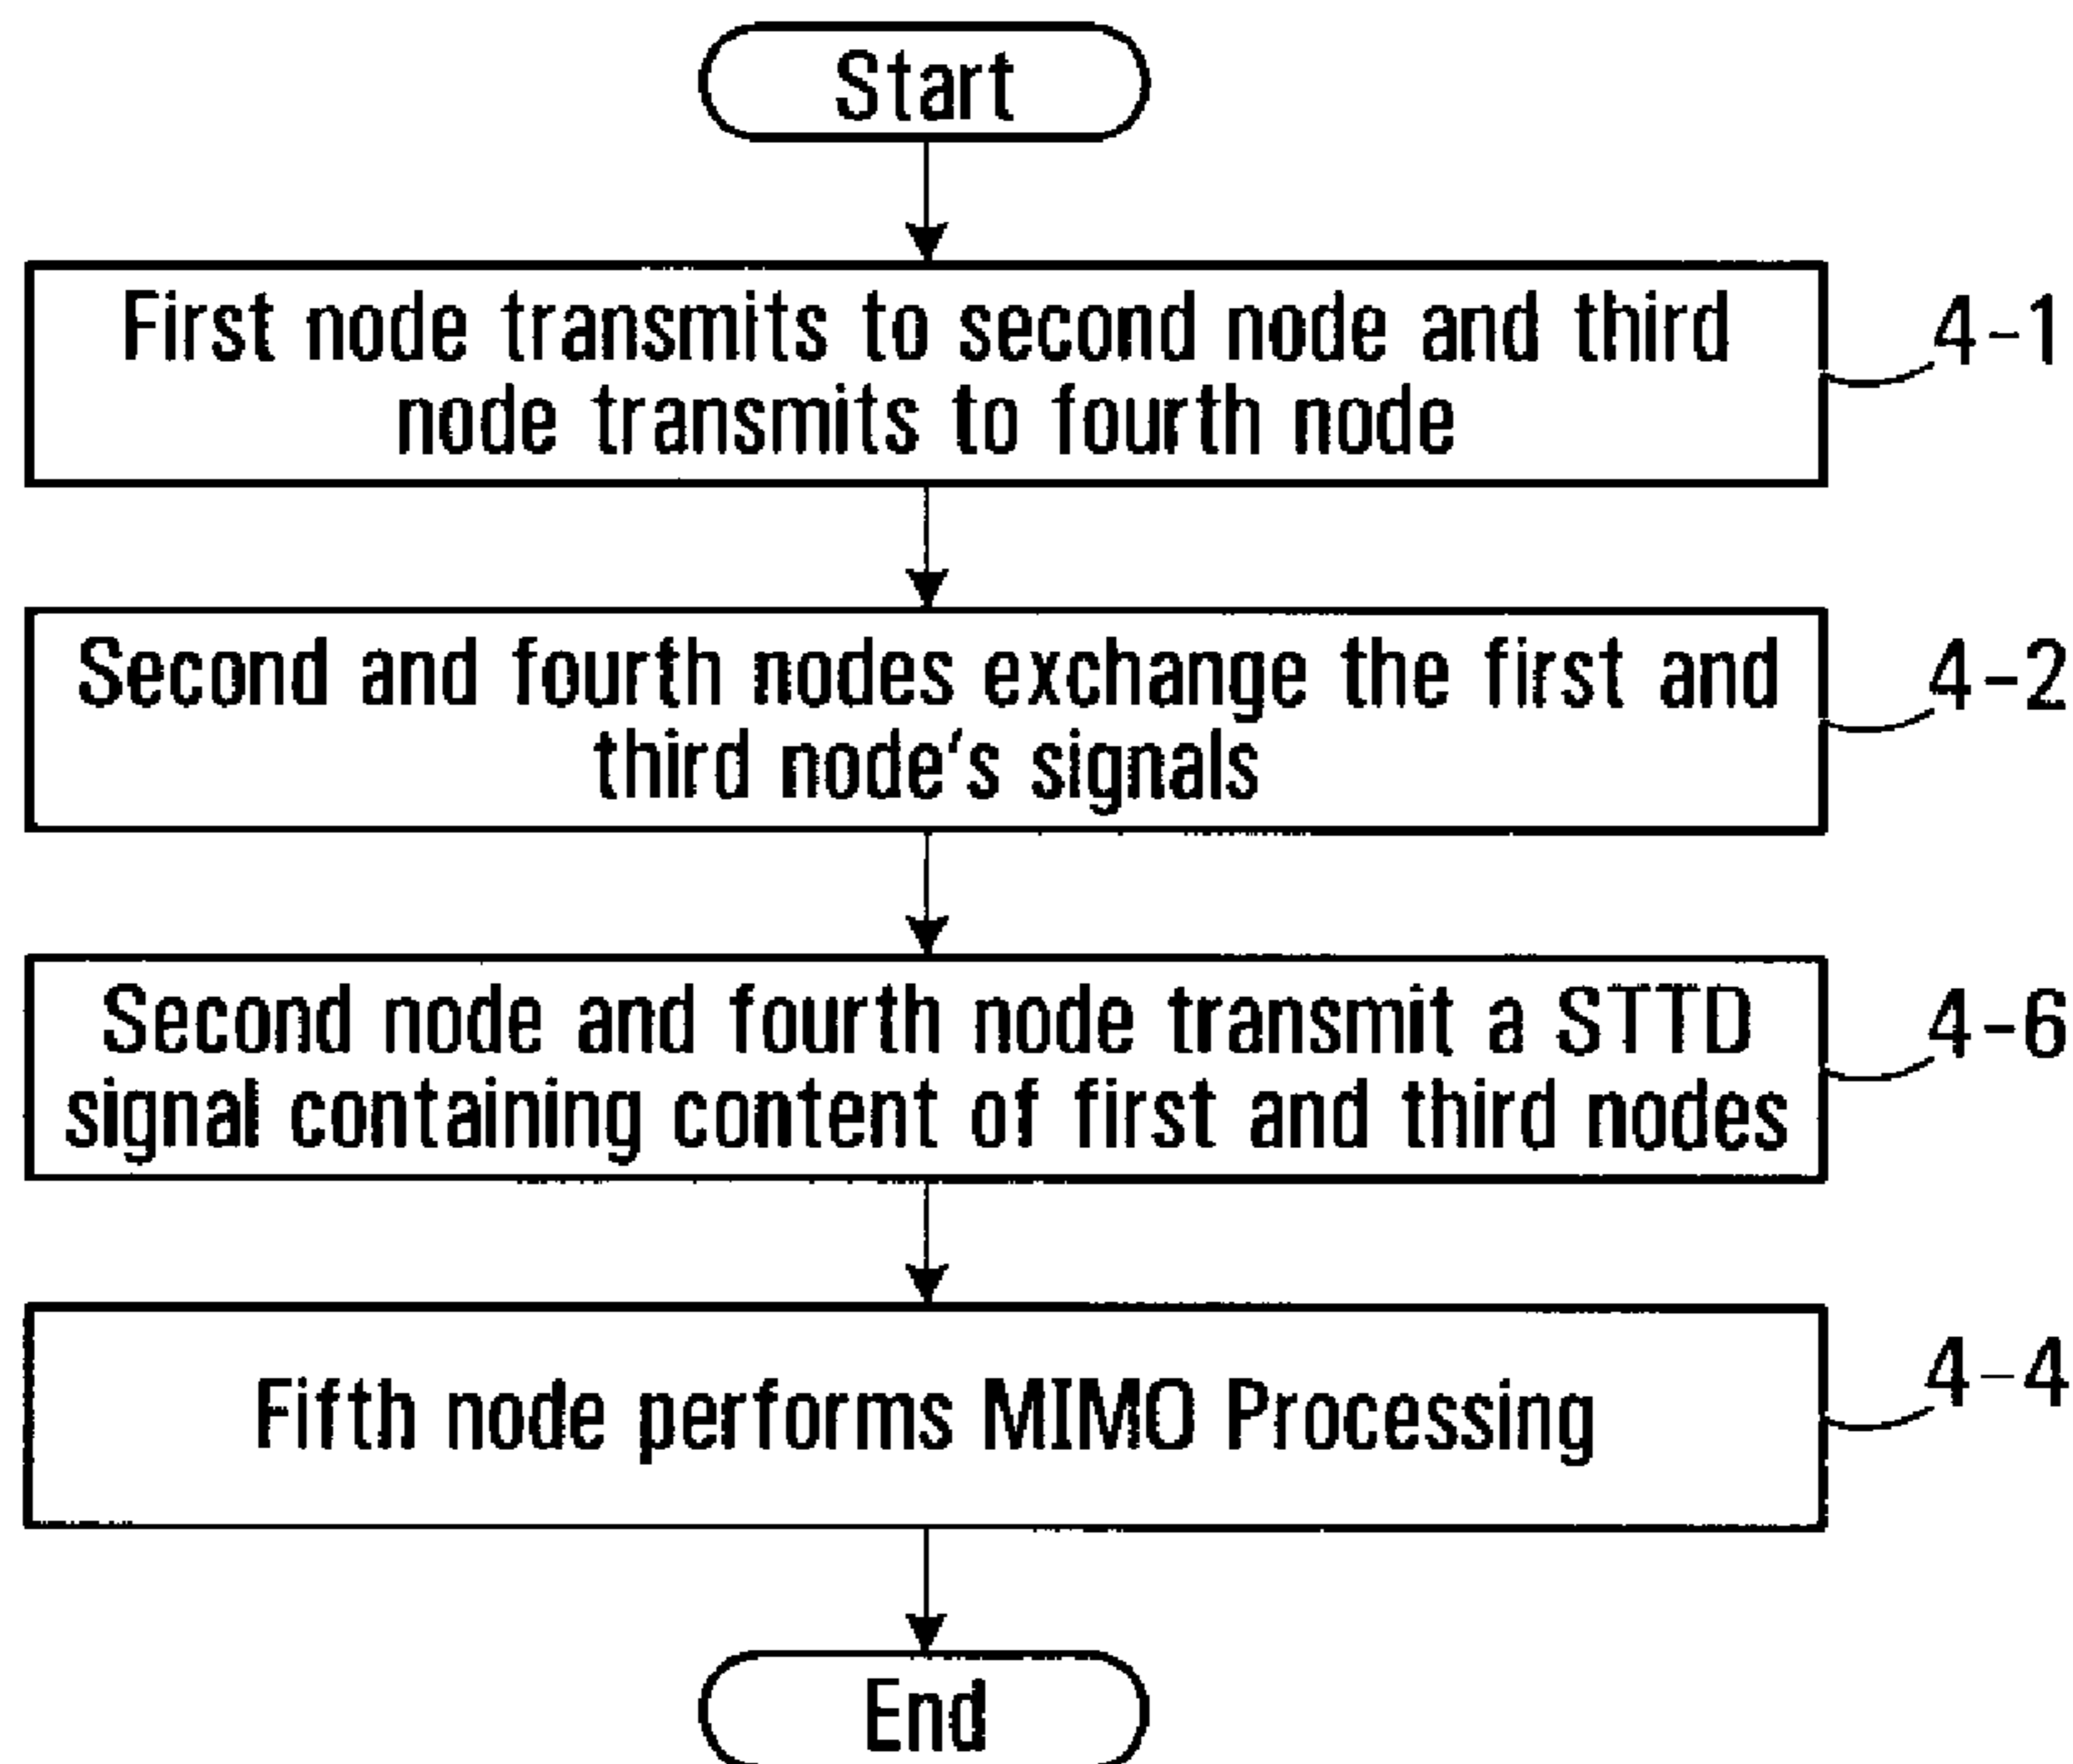 Start
First node transmits to second node and third
node transmits to fourth node
4-1
Second and fourth nodes exchange the first and
third node's signals
4-2
Second node and fourth node transmit a STTD
signal containing content of first and third nodes
4-6
Fifth node performs MIMO Processing
4-4
End